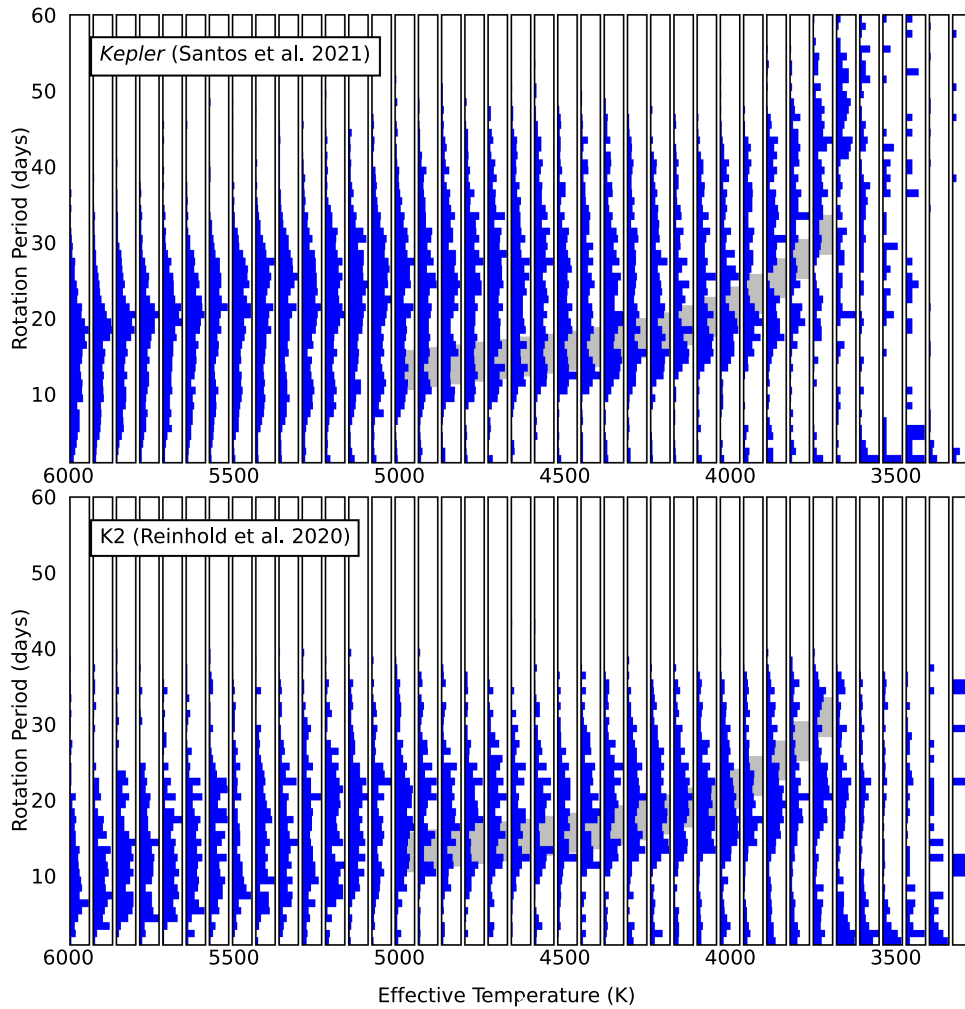 60
Kepler (Santos et al. 2021)
50
40
30
20
10
Rotation Period (days)
6000 5500 5000 4500 4000 3500
60
K2 (Reinhold et al. 2020)
50
40
30
20
10
Rotation Period (days)
6000 5500 5000 4500 4000 3500
Effective Temperature (K)